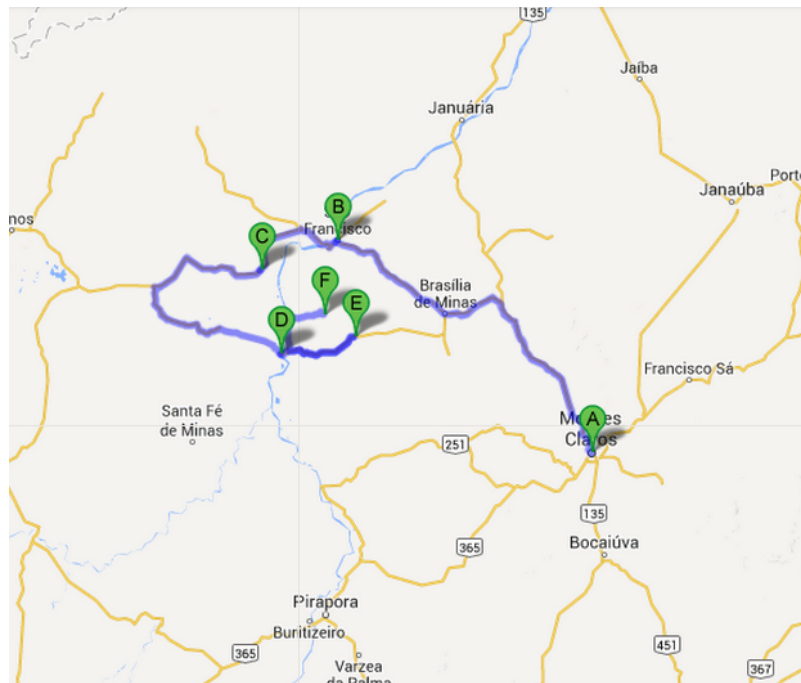 135
Jaíba
Januária
Janaúba
Porte
B
Francisco
nos
C
F
E
Brasília
de Minas
D
Francisco Sá
Santa Fé
de Minas
A
Claros
251
135
365
Bocaiúva
Pirapora
Buritizeiro
365
451
Varzea
da Palma
367